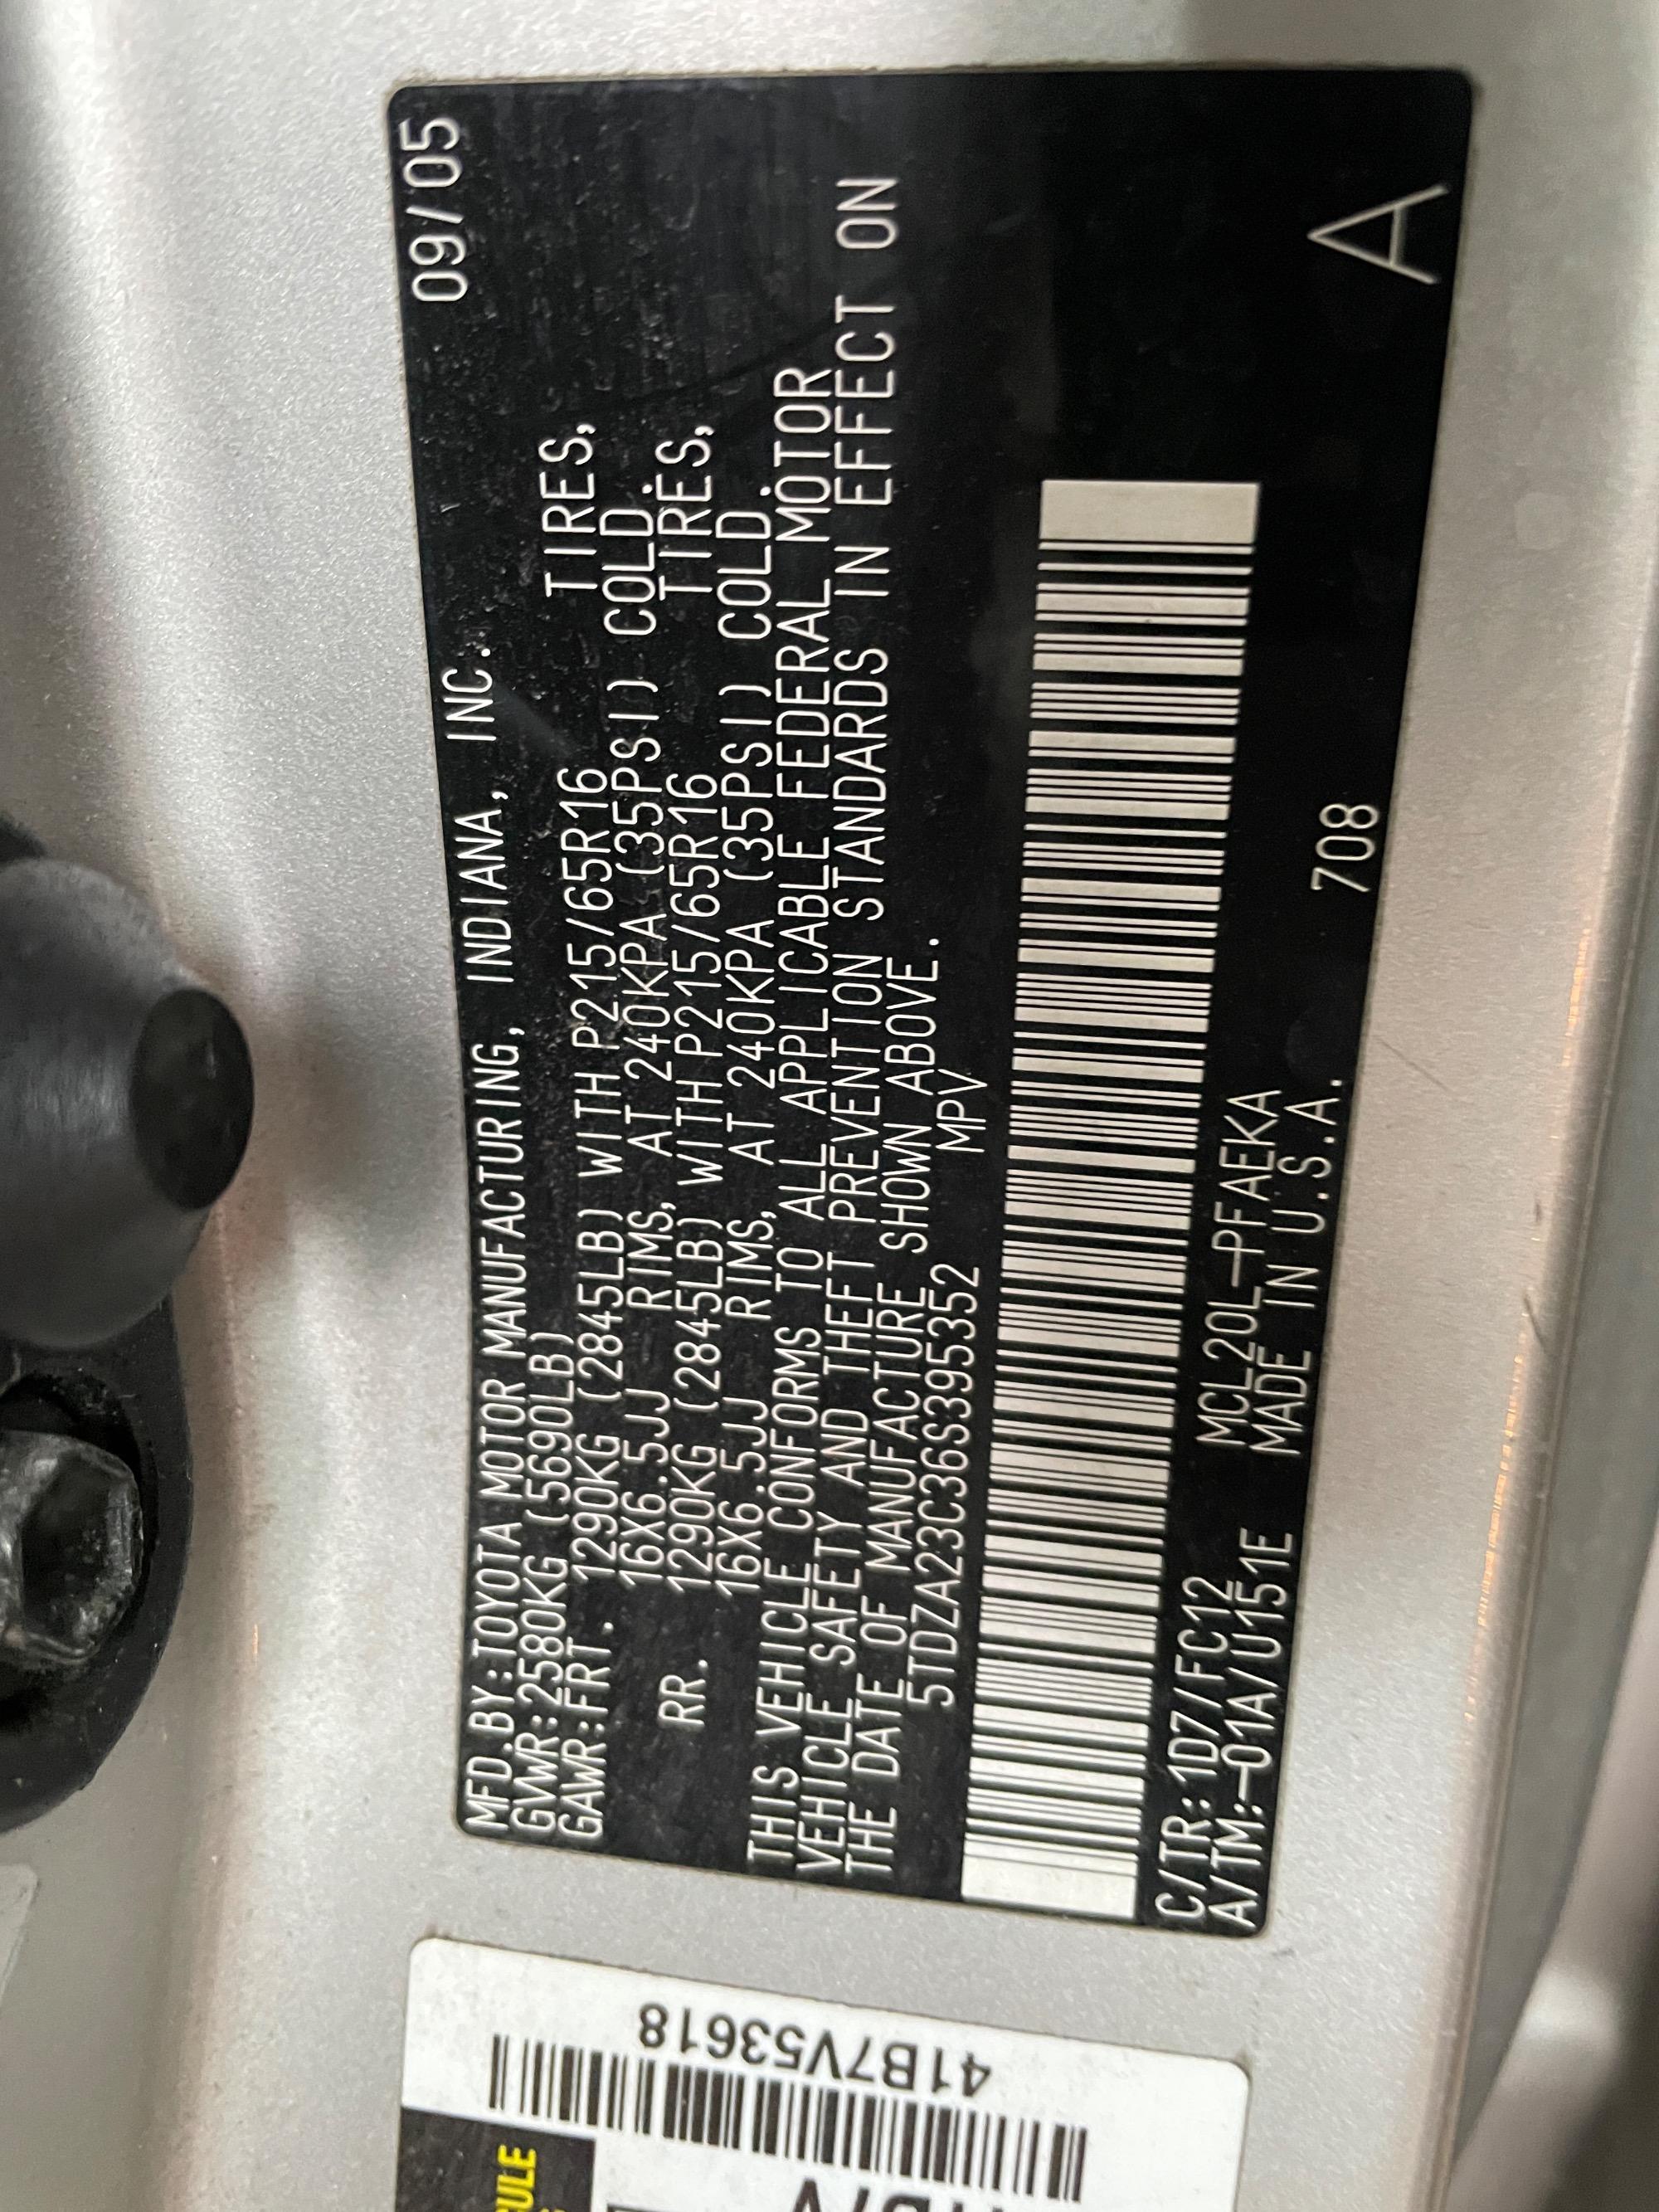 09/05
MFD.BY:TOYOTA MOTOR MANUFACTURING, INDIANA, INC.
GVWR:2580KG (5690LB)
GAWR:FRT. 1290KG (2845LB) WITH P215/65R16 TIRES,
16X6.5JJ RIMS, AT 240KPA (35PSI) COLD.
RR. 1290KG (2845LB) WITH P215/65R16 TIRES,
16X6.5JJ RIMS, AT 240KPA (35PSI) COLD.
THIS VEHICLE CONFORMS TO ALL APPLICABLE FEDERAL MOTOR
VEHICLE SAFETY AND THEFT PREVENTION STANDARDS IN EFFECT ON
THE DATE OF MANUFACTURE SHOWN ABOVE.
5TDZA23C36S395352 MPV
C/TR:1D7/FC12 MCL20L-PFAEKA
A/TM:-01A/U151E MADE IN U.S.A. 708
A
41B7V53618